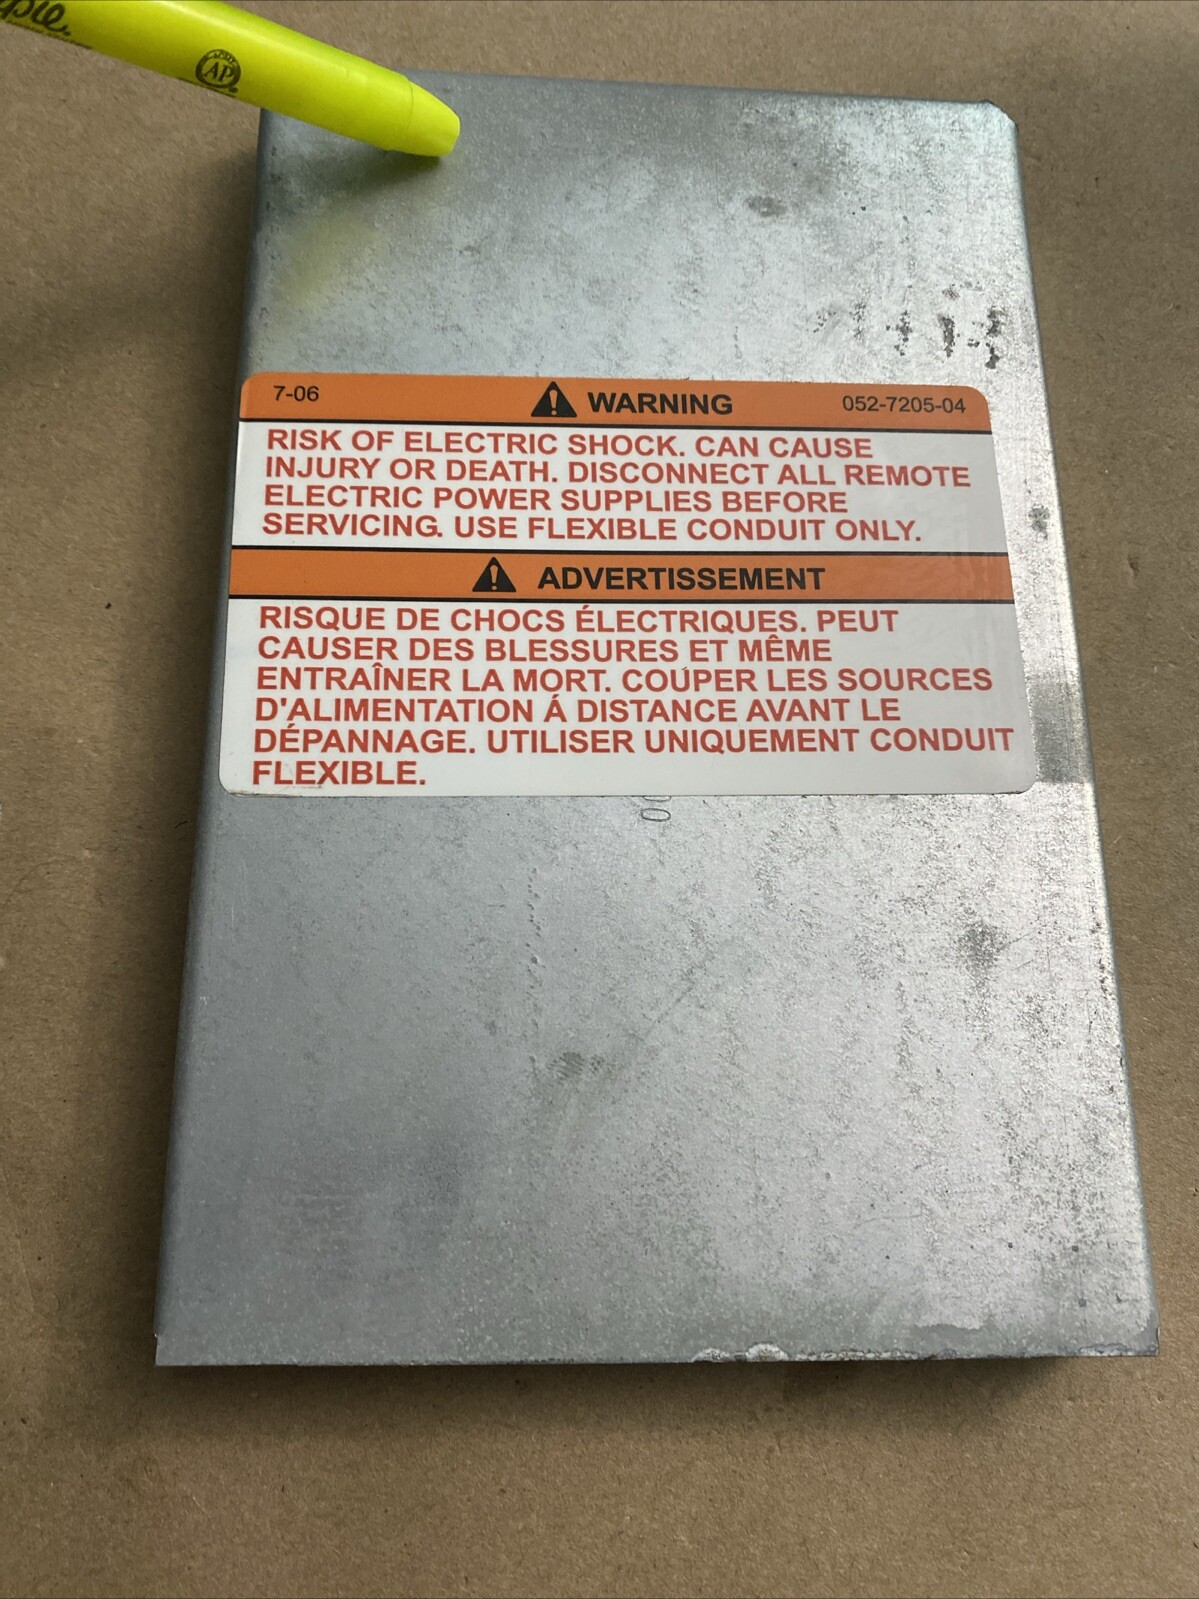 AP
7-06 WARNING 052-7205-04
RISK OF ELECTRIC SHOCK. CAN CAUSE
INJURY OR DEATH. DISCONNECT ALL REMOTE
ELECTRIC POWER SUPPLIES BEFORE
SERVICING. USE FLEXIBLE CONDUIT ONLY.
ADVERTISSEMENT
RISQUE DE CHOCS ÉLECTRIQUES. PEUT
CAUSER DES BLESSURES ET MÊME
ENTRAÎNER LA MORT. COÚPER LES SOURCES
D'ALIMENTATION Á DISTANCE AVANT LE
DÉPANNAGE. UTILISER UNIQUEMENT CONDUIT
FLEXIBLE.